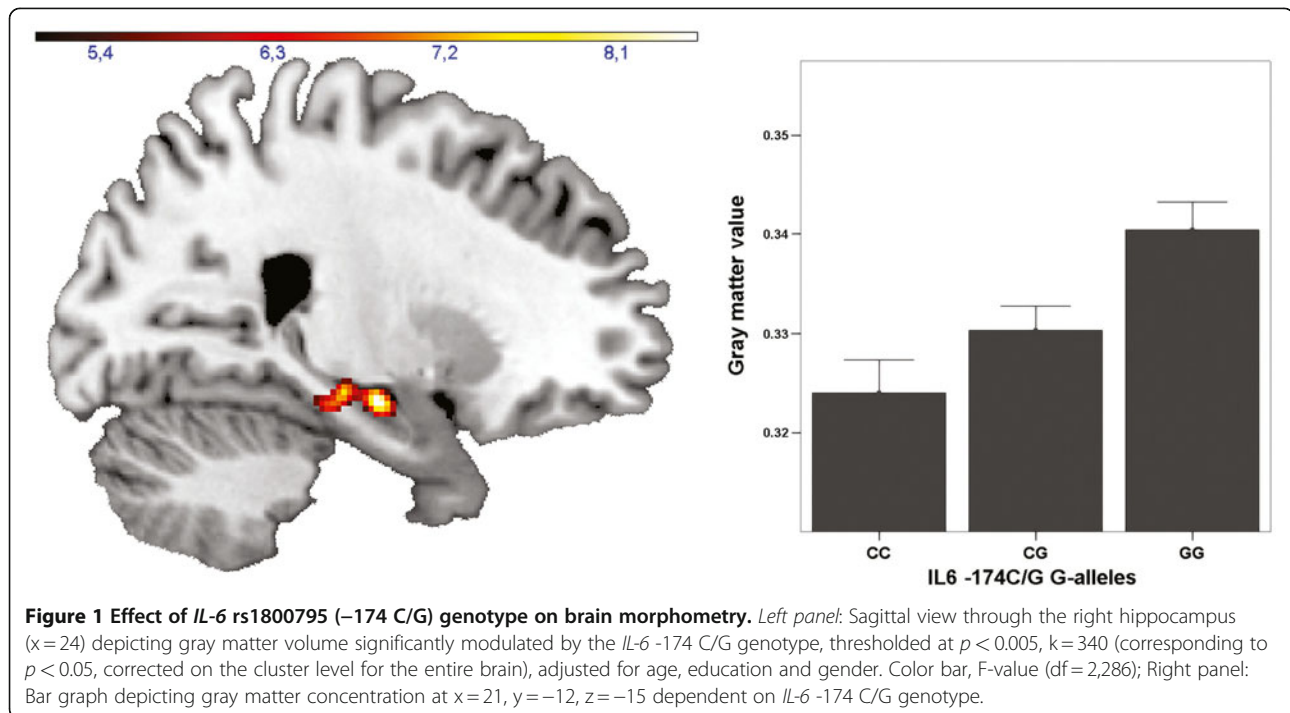 5,4 6,3 7,2 8,1
0.35
0.34
0.33
0.32
Gray matter value
CC CG GG
IL6 -174C/G G-alleles
Figure 1 Effect of IL-6 rs1800795 (−174 C/G) genotype on brain morphometry. Left panel: Sagittal view through the right hippocampus
(x = 24) depicting gray matter volume significantly modulated by the IL-6 -174 C/G genotype, thresholded at p < 0.005, k = 340 (corresponding to
p < 0.05, corrected on the cluster level for the entire brain), adjusted for age, education and gender. Color bar, F-value (df = 2,286); Right panel:
Bar graph depicting gray matter concentration at x = 21, y = −12, z = −15 dependent on IL-6 -174 C/G genotype.